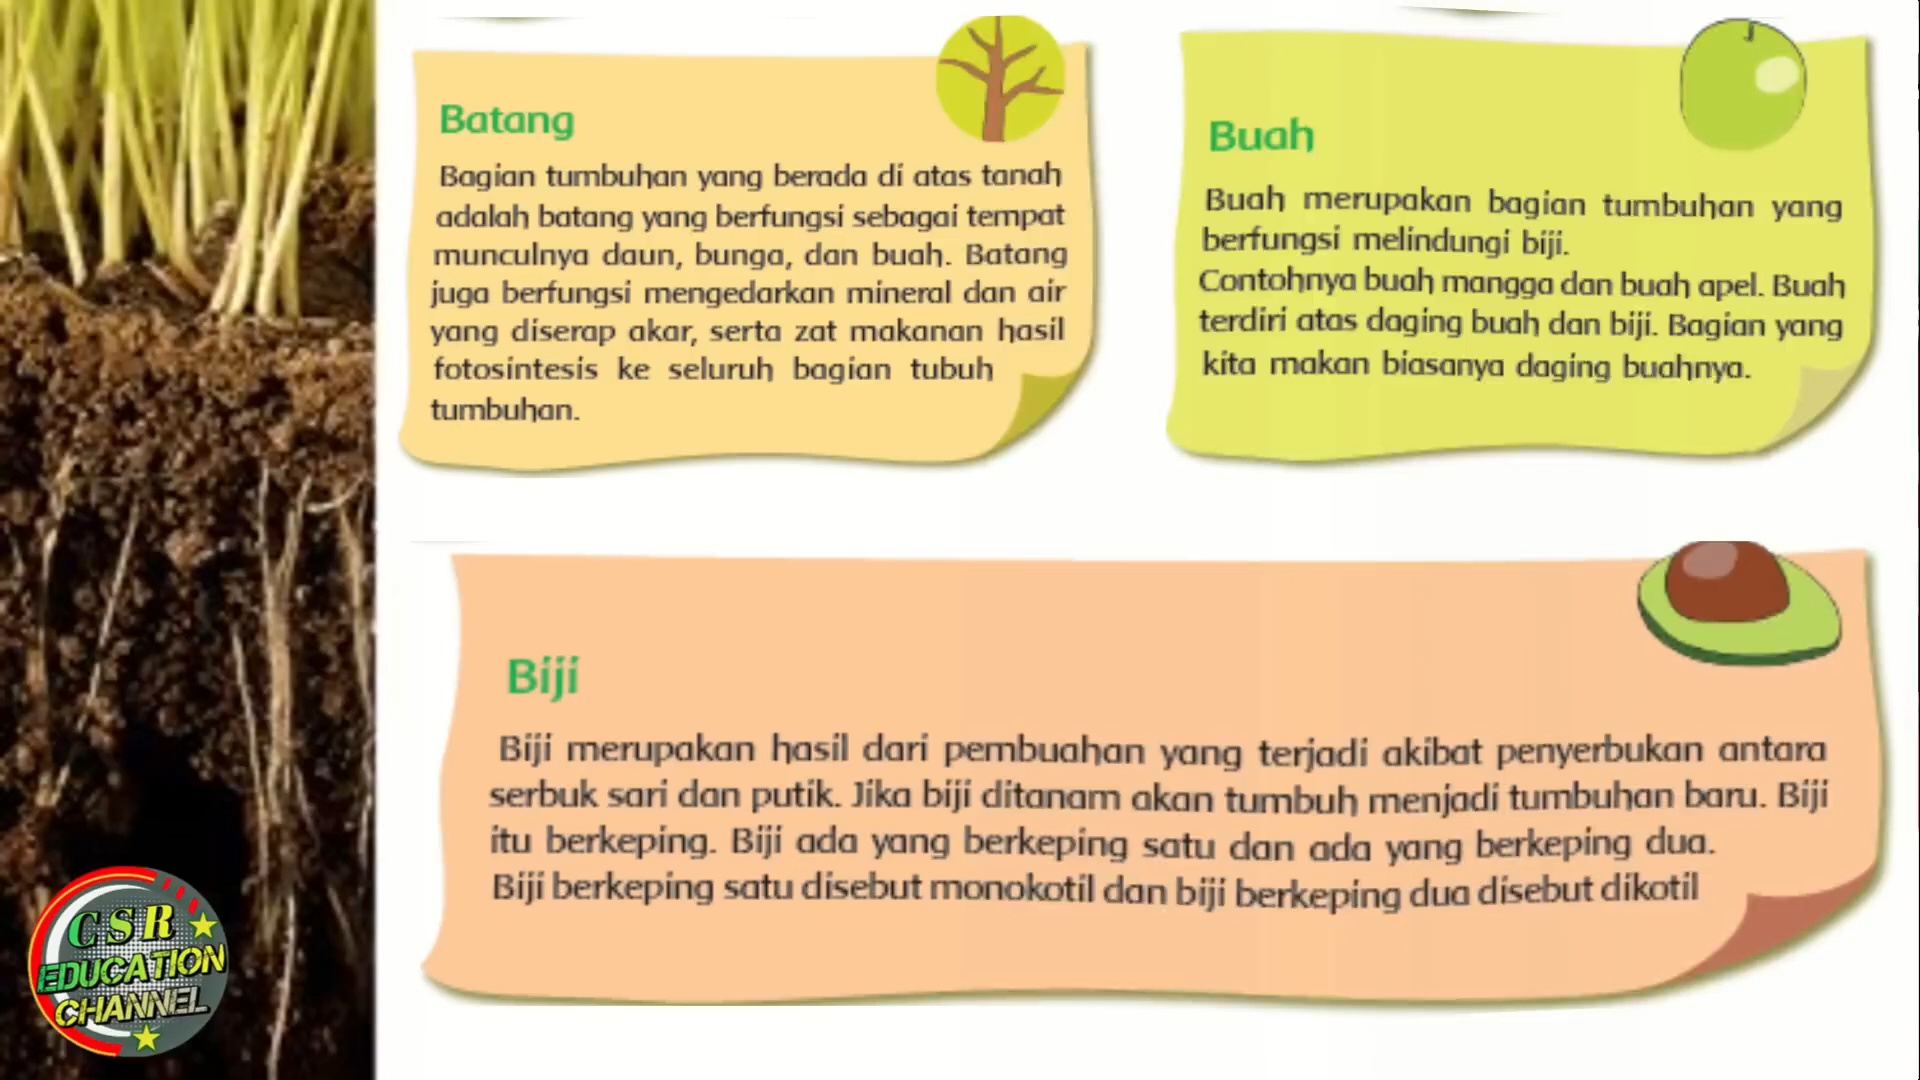 Batang
Bagian tumbuhan yang berada di atas tanah
adalah batang yang berfungsi sebagai tempat
munculnya daun, bunga, dan buah. Batang
juga berfungsi mengedarkan mineral dan air
yang diserap akar, serta zat makanan hasil
fotosintesis ke seluruh bagian tubuh
tumbuhan.
Buah
Buah merupakan bagian tumbuhan yang
berfungsi melindungi biji.
Contohnya buah mangga dan buah apel. Buah
terdiri atas daging buah dan biji. Bagian yang
kita makan biasanya daging buahnya.
Biji
Biji merupakan hasil dari pembuahan yang terjadi akibat penyerbukan antara
serbuk sari dan putik. Jika biji ditanam akan tumbuh menjadi tumbuhan baru. Biji
itu berkeping. Biji ada yang berkeping satu dan ada yang berkeping dua.
Biji berkeping satu disebut monokotil dan biji berkeping dua disebut dikotil
CSR
EDUCATION
CHANNEL